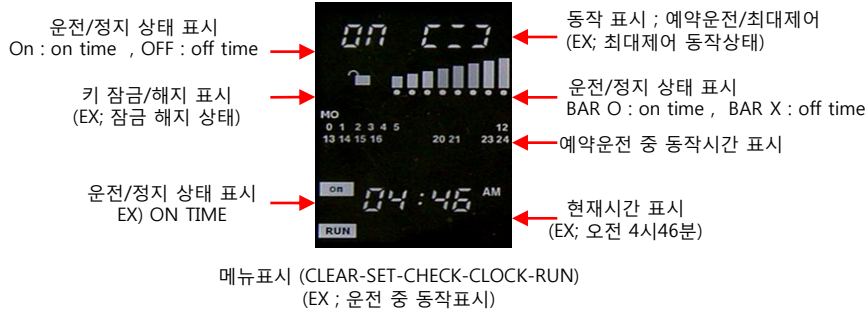 운전/정지 상태 표시
On : on time , OFF : off time
동작 표시 ; 예약운전/최대제어
(EX; 최대제어 동작상태)
키 잠금/해지 표시
(EX; 잠금 해지 상태)
운전/정지 상태 표시
BAR O : on time , BAR X : off time
MO
0 1 2 3 4 5 12
13 14 15 16 20 21 23 24
예약운전 중 동작시간 표시
운전/정지 상태 표시
EX) ON TIME
on
04:46 AM
RUN
현재시간 표시
(EX; 오전 4시46분)
메뉴표시 (CLEAR-SET-CHECK-CLOCK-RUN)
(EX ; 운전 중 동작표시)